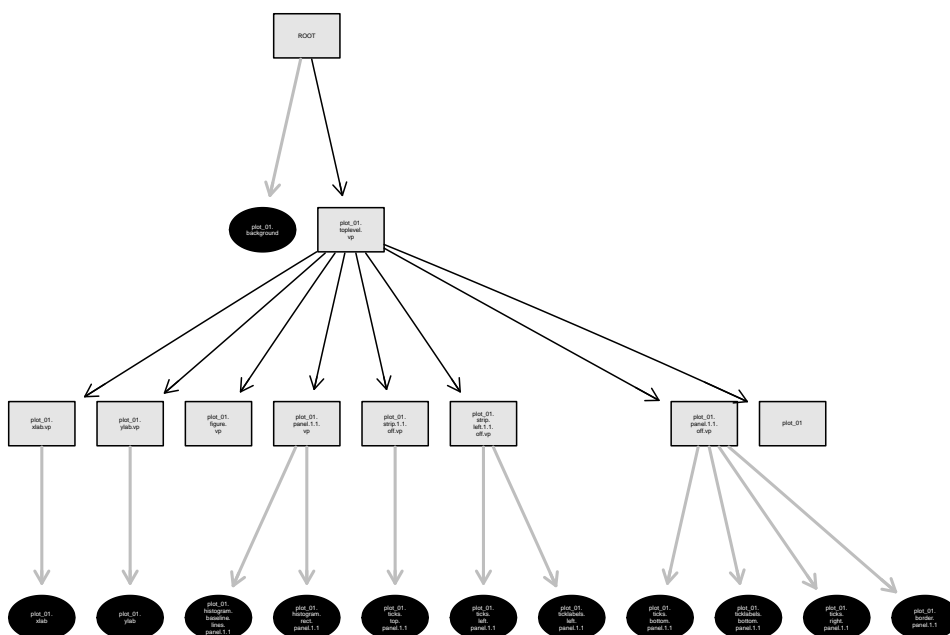 ROOT
plot_01.
background
plot_01.
toplevel.
vp
plot_01.
xlab.vp
plot_01.
ylab.vp
plot_01.
figure.
vp
plot_01.
panel.1.1.
vp
plot_01.
strip.1.1.
off.vp
plot_01.
strip.
left.1.1.
off.vp
plot_01.
panel.1.1.
off.vp
plot_01
plot_01.
xlab
plot_01.
ylab
plot_01.
histogram.
baseline.
lines.
panel.1.1
plot_01.
histogram.
rect.
panel.1.1
plot_01.
ticks.
top.
panel.1.1
plot_01.
ticks.
left.
panel.1.1
plot_01.
ticklabels.
left.
panel.1.1
plot_01.
ticks.
bottom.
panel.1.1
plot_01.
ticklabels.
bottom.
panel.1.1
plot_01.
ticks.
right.
panel.1.1
plot_01.
border.
panel.1.1